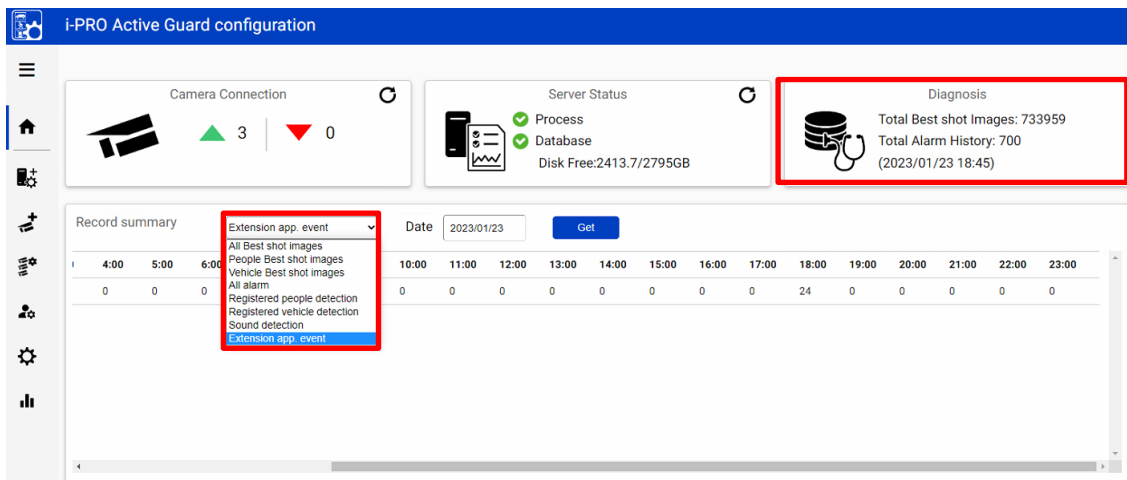 i-PRO Active Guard configuration
Camera Connection
3
0
Server Status
Process
Database
Disk Free:2413.7/2795GB
Diagnosis
Total Best shot Images: 733959
Total Alarm History: 700
(2023/01/23 18:45)
Record summary
Extension app. event
Date
2023/01/23
Get
All Best shot images
People Best shot images
Vehicle Best shot images
All alarm
Registered people detection
Registered vehicle detection
Sound detection
Extension app. event
4:00 5:00 6:00 10:00 11:00 12:00 13:00 14:00 15:00 16:00 17:00 18:00 19:00 20:00 21:00 22:00 23:00
0 0 0 0 0 0 0 0 0 0 0 24 0 0 0 0 0